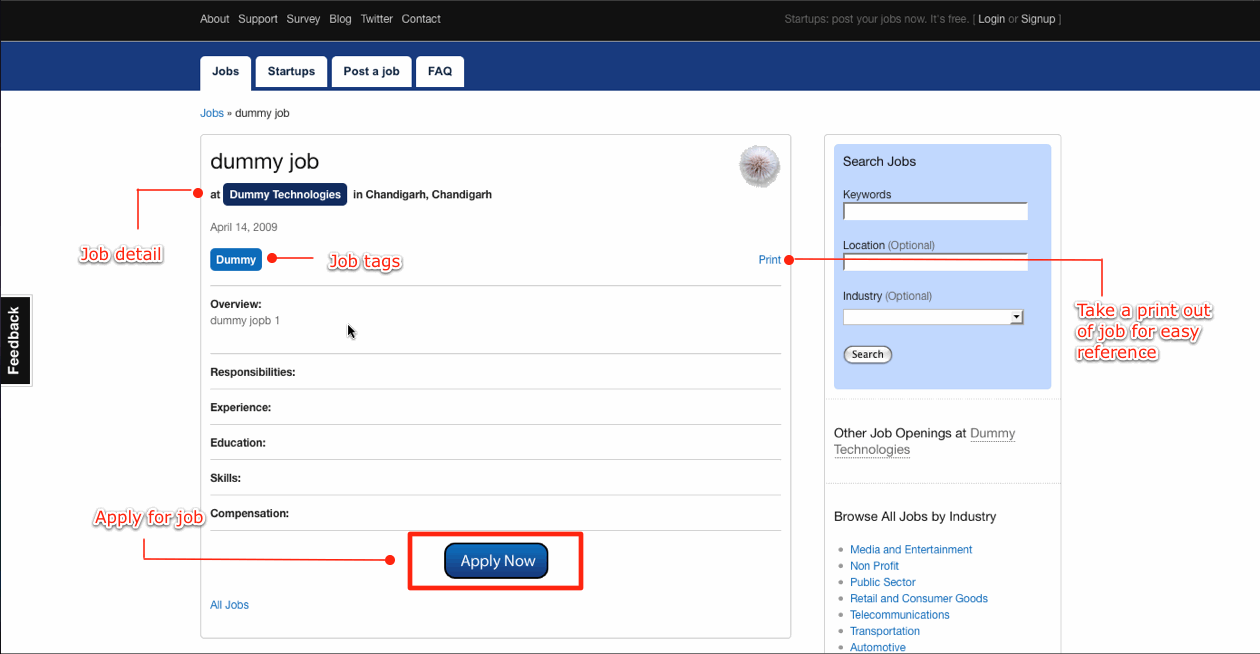 About Support Survey Blog Twitter Contact
Startups: post your jobs now. It's free. [ Login or Signup ]
Jobs Startups Post a job FAQ
Jobs » dummy job
dummy job
at Dummy Technologies in Chandigarh, Chandigarh
April 14, 2009
Job detail
Dummy
Job tags
Print
Overview:
dummy jopb 1
Feedback
Responsibilities:
Experience:
Education:
Skills:
Compensation:
Apply for job
Apply Now
All Jobs
Search Jobs
Keywords
Location (Optional)
Industry (Optional)
Search
Take a print out
of job for easy
reference
Other Job Openings at Dummy
Technologies
Browse All Jobs by Industry
Media and Entertainment
Non Profit
Public Sector
Retail and Consumer Goods
Telecommunications
Transportation
Automotive